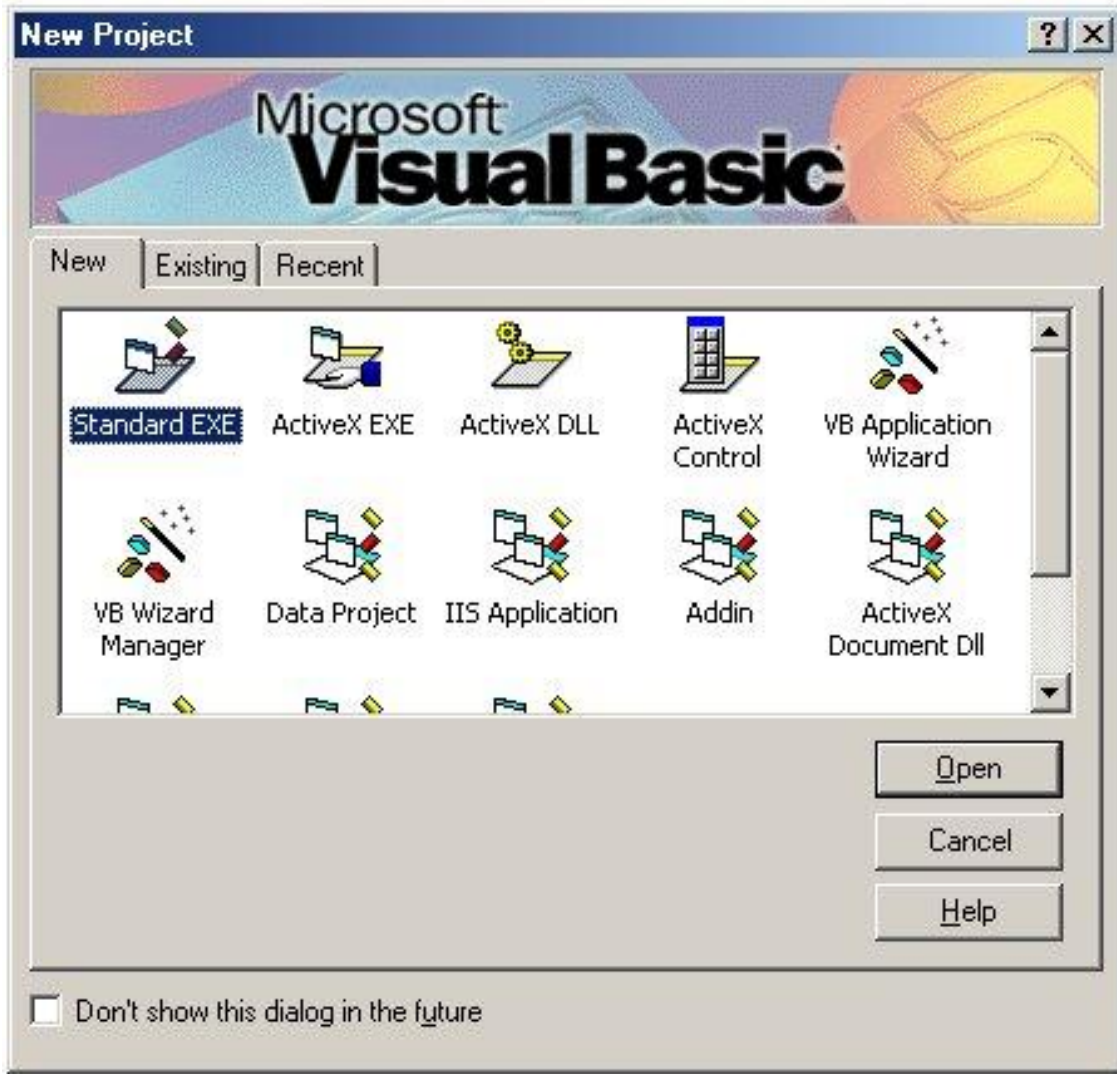 New Project
Microsoft
Visual Basic
New
Existing
Recent
Standard EXE
ActiveX EXE
ActiveX DLL
ActiveX
Control
VB Application
Wizard
VB Wizard
Manager
Data Project
IIS Application
Addin
ActiveX
Document Dll
Open
Cancel
Help
Don't show this dialog in the future